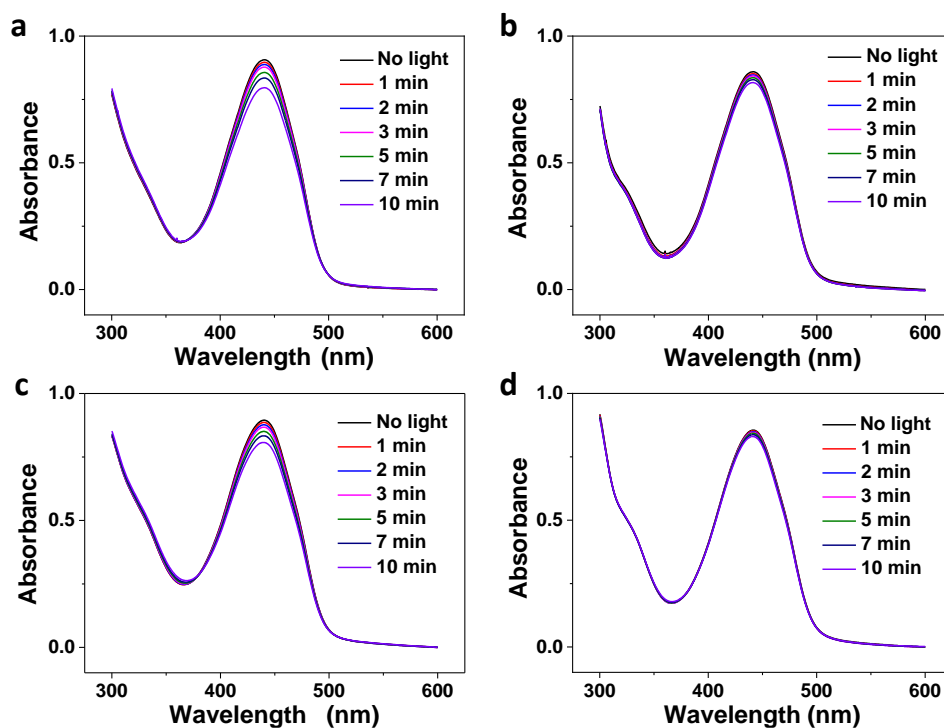 a
1.0
0.5
0.0
Absorbance
No light
1 min
2 min
3 min
5 min
7 min
10 min
300 400 500 600
Wavelength (nm)
b
1.0
0.5
0.0
Absorbance
No light
1 min
2 min
3 min
5 min
7 min
10 min
300 400 500 600
Wavelength (nm)
c
1.0
0.5
0.0
Absorbance
No light
1 min
2 min
3 min
5 min
7 min
10 min
300 400 500 600
Wavelength (nm)
d
1.0
0.5
0.0
Absorbance
No light
1 min
2 min
3 min
5 min
7 min
10 min
300 400 500 600
Wavelength (nm)